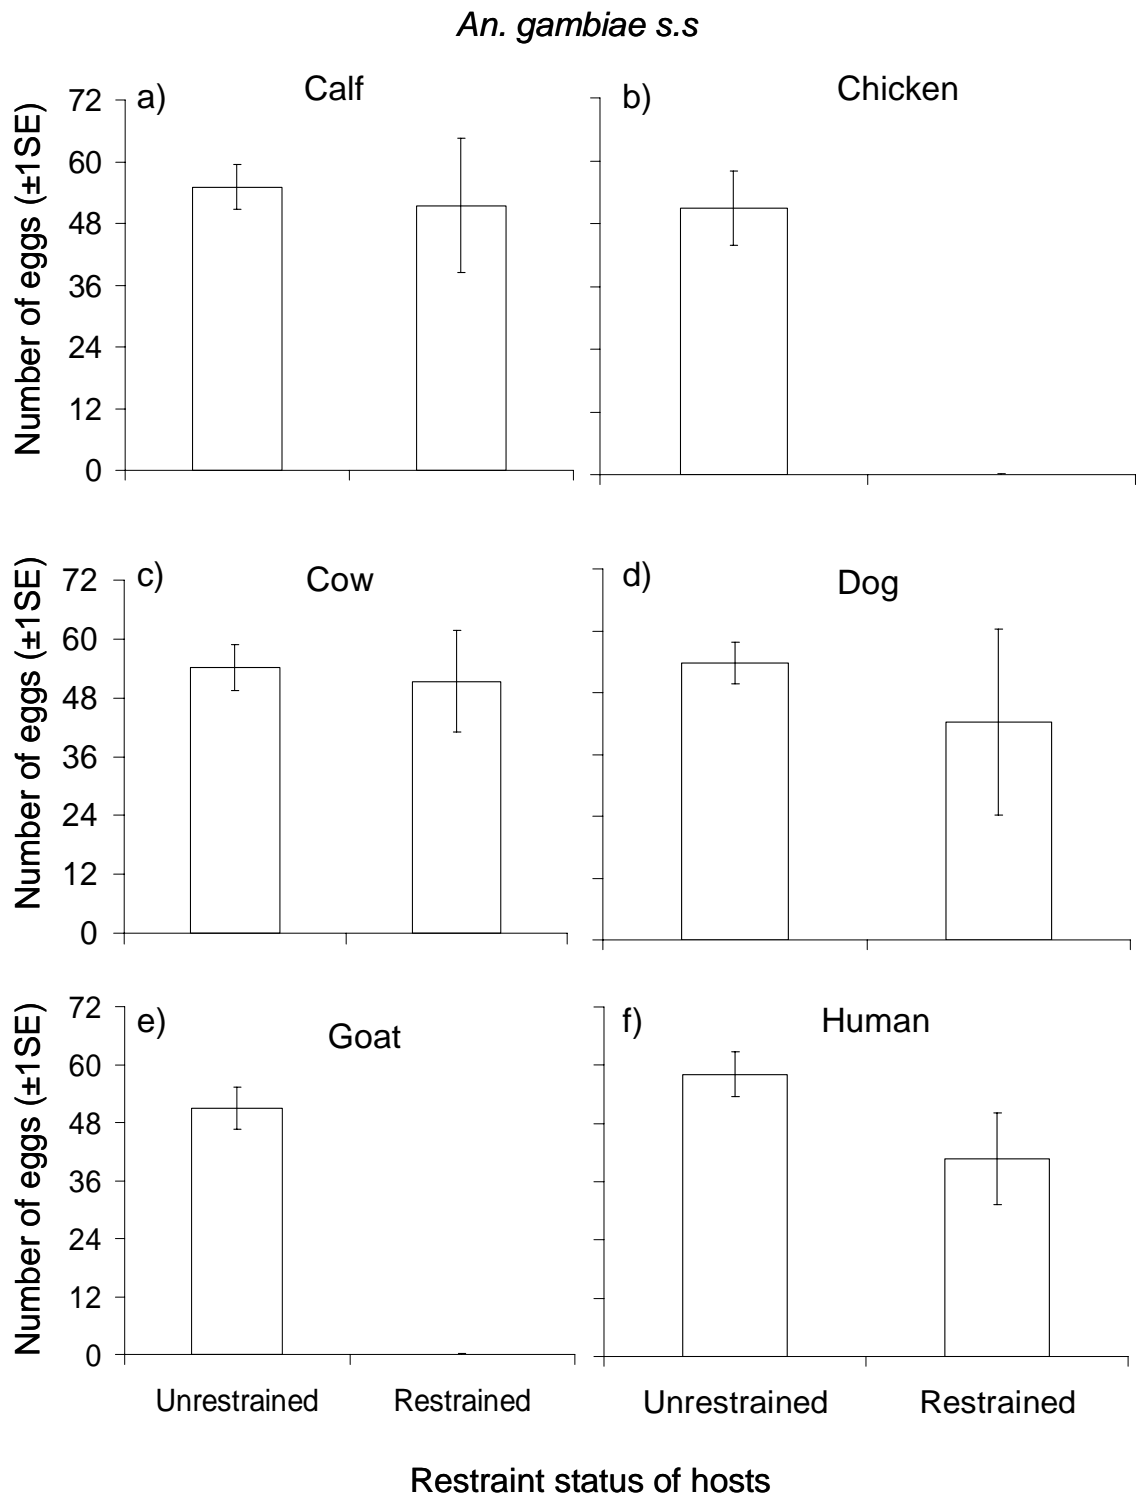 An. gambiae s.s
a)
Calf
b)
Chicken
Number of eggs (±1SE)
72
60
48
36
24
12
0
c)
Cow
d)
Dog
Number of eggs (±1SE)
72
60
48
36
24
12
0
e)
Goat
f)
Human
Number of eggs (±1SE)
72
60
48
36
24
12
0
Unrestrained
Restrained
Unrestrained
Restrained
Restraint status of hosts